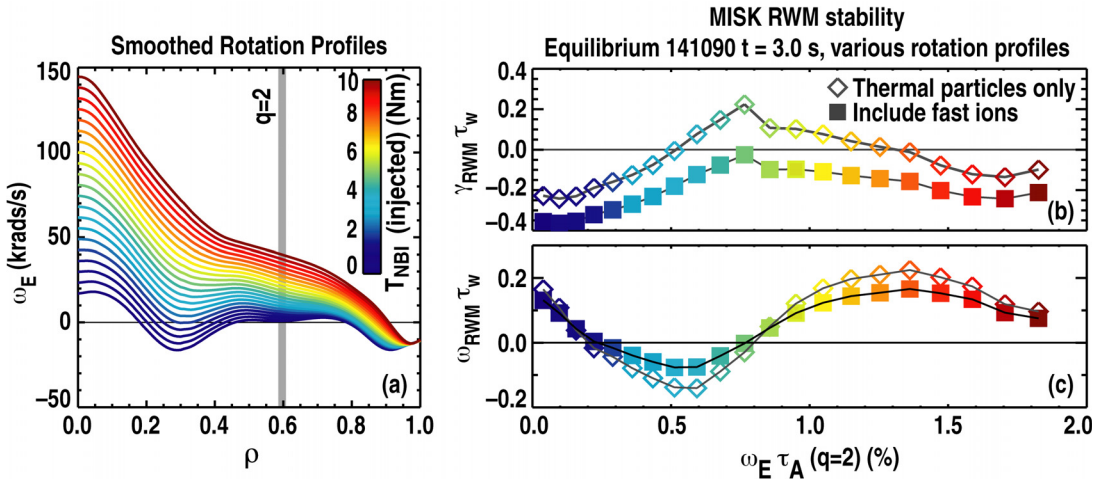 Smoothed Rotation Profiles
150
100
50
0
−50
ω_E (krads/s)
q=2
10
8
6
4
2
0
T_NBI (injected) (Nm)
(a)
0.0 0.2 0.4 0.6 0.8 1.0
ρ
MISK RWM stability
Equilibrium 141090 t = 3.0 s, various rotation profiles
0.4
0.2
0.0
-0.2
-0.4
γ_RWM τ_w
Thermal particles only
Include fast ions
(b)
0.2
0.0
-0.2
ω_RWM τ_w
(c)
0.0 0.5 1.0 1.5 2.0
ω_E τ_A (q=2) (%)